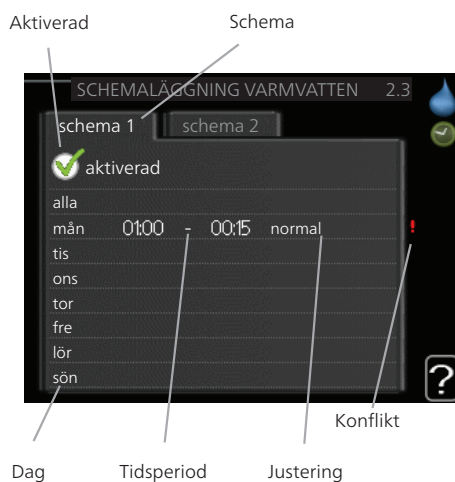 Aktiverad Schema
SCHEMALÄGGNING VARMVATTEN 2.3
schema 1 schema 2
aktiverad
alla
mån 01:00 - 00:15 normal !
tis
ons
tor
fre
lör
sön
?
Konflikt
Dag Tidsperiod Justering